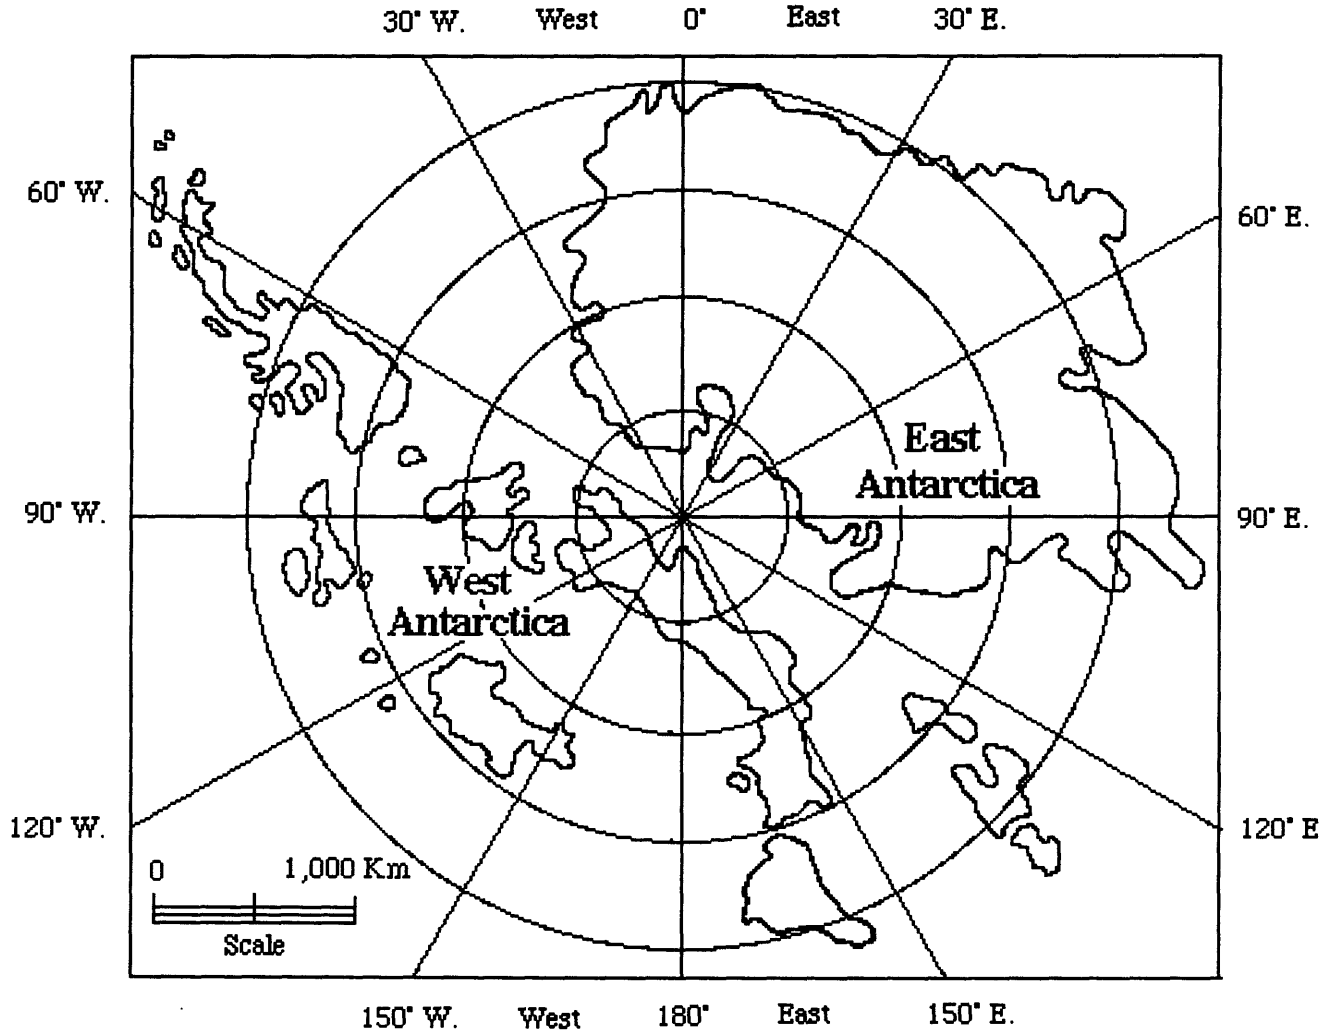 30° W. West 0° East 30° E.
60° W.
60° E.
East
Antarctica
90° W.
90° E.
West
Antarctica
120° W.
120° E
0 1,000 Km
Scale
150° W. West 180° East 150° E.